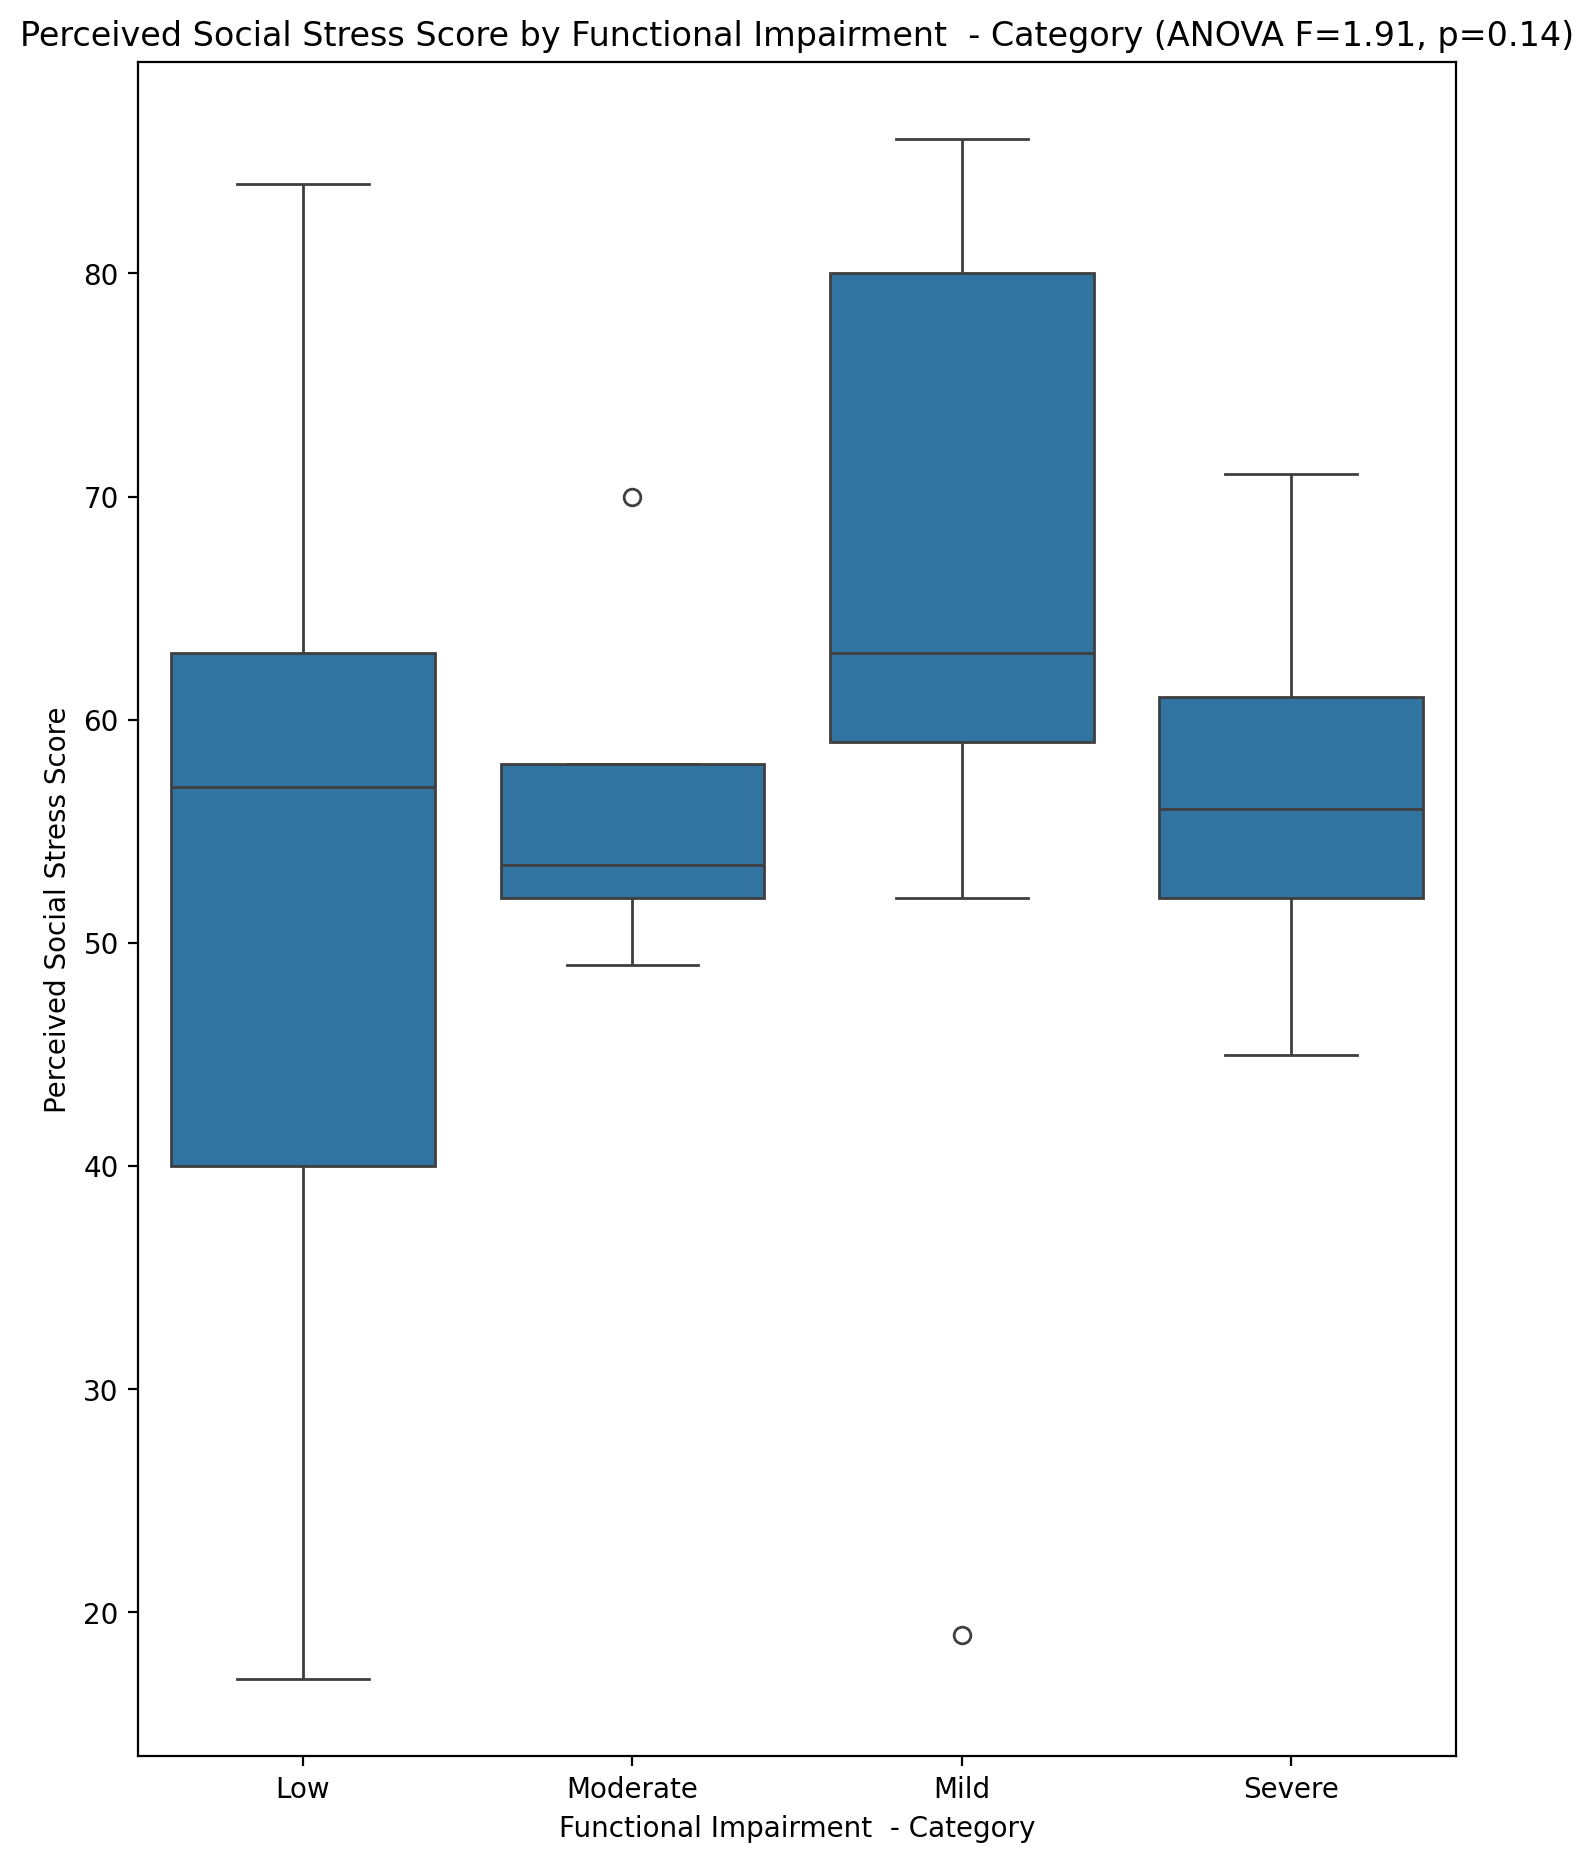 Perceived Social Stress Score by Functional Impairment  - Category (ANOVA F=1.91, p=0.14)
Perceived Social Stress Score
80
70
60
50
40
30
20
Low
Moderate
Mild
Severe
Functional Impairment  - Category